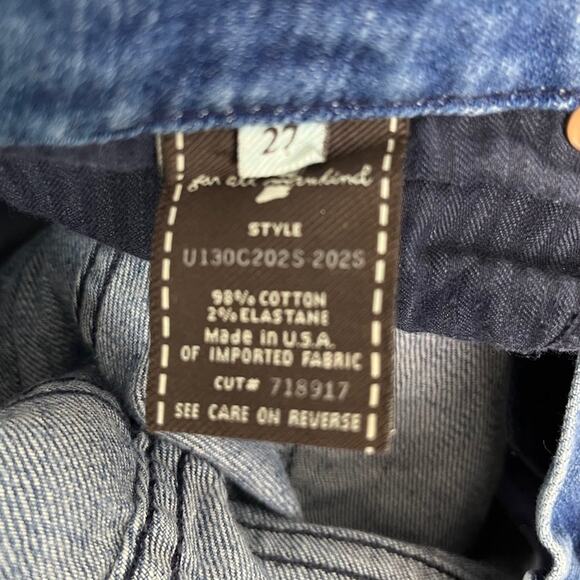 27
for all mankind
STYLE
U130C202S-202S
98% COTTON
2% ELASTANE
Made in U.S.A.
OF IMPORTED FABRIC
CUT# 718917
SEE CARE ON REVERSE